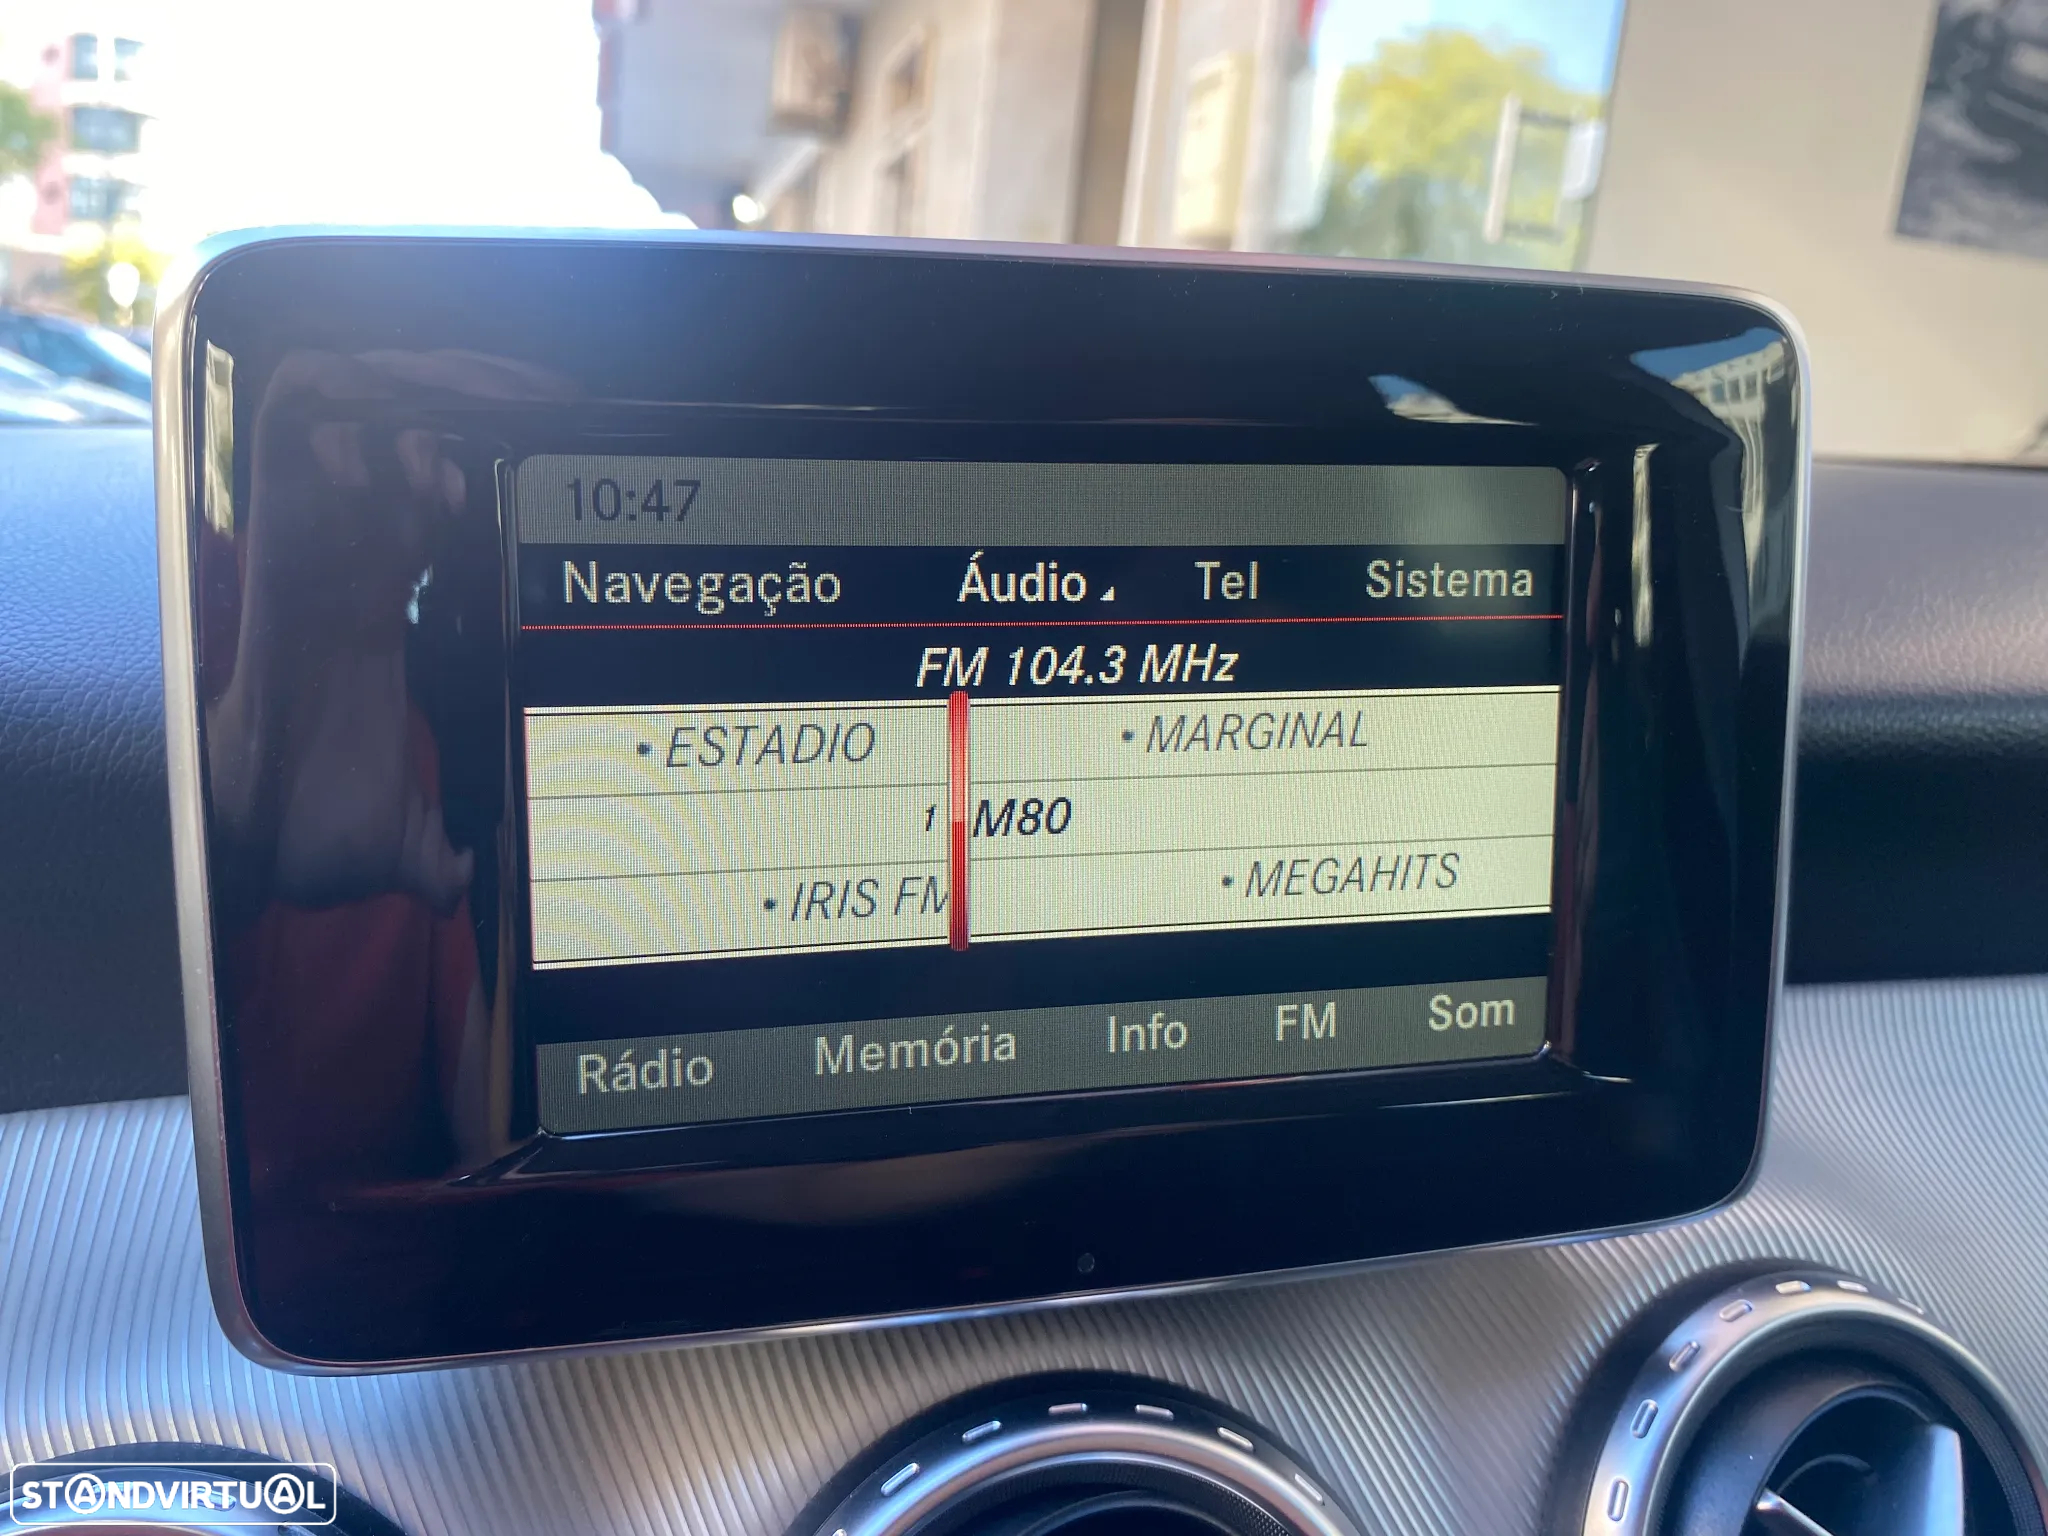 10:47
Navegação Áudio Tel Sistema
FM 104.3 MHz
• ESTADIO • MARGINAL
1 M80
• IRIS FM • MEGAHITS
Rádio Memória Info FM Som
STANDVIRTUAL